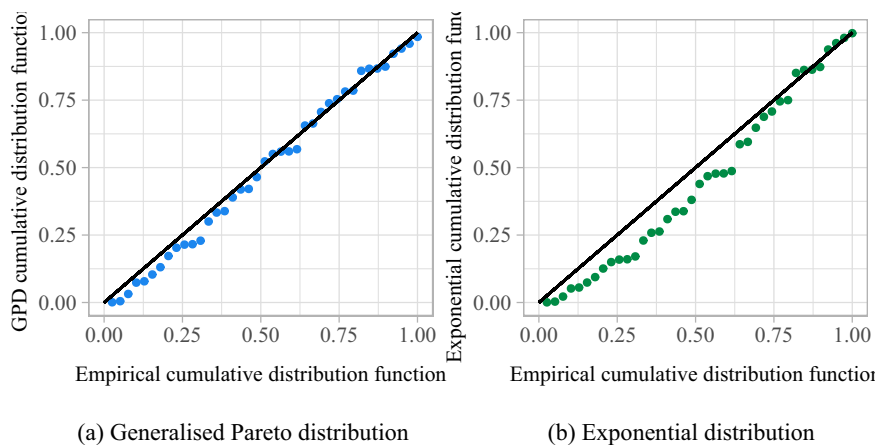 GPD cumulative distribution function
1.00
0.75
0.50
0.25
0.00
0.00 0.25 0.50 0.75 1.00
Empirical cumulative distribution function
(a) Generalised Pareto distribution
Exponential cumulative distribution func
1.00
0.75
0.50
0.25
0.00
0.00 0.25 0.50 0.75 1.00
Empirical cumulative distribution function
(b) Exponential distribution